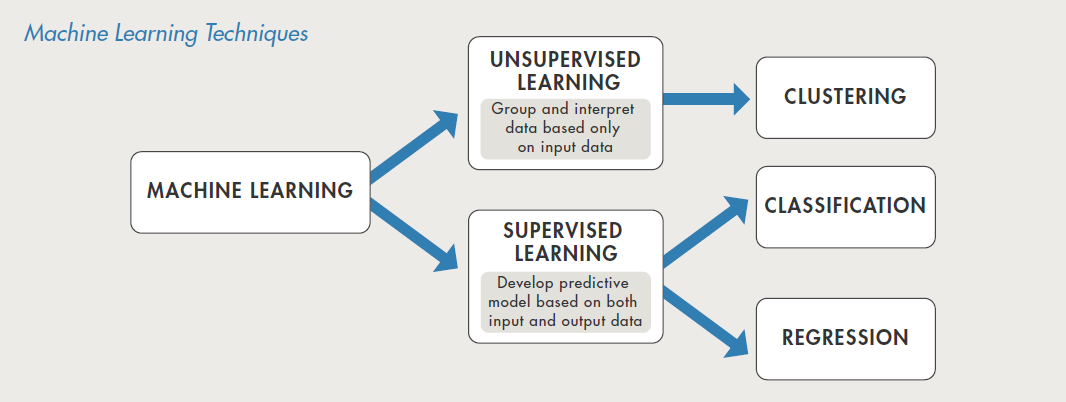 Machine Learning Techniques
MACHINE LEARNING
UNSUPERVISED
LEARNING
Group and interpret
data based only
on input data
CLUSTERING
SUPERVISED
LEARNING
Develop predictive
model based on both
input and output data
CLASSIFICATION
REGRESSION